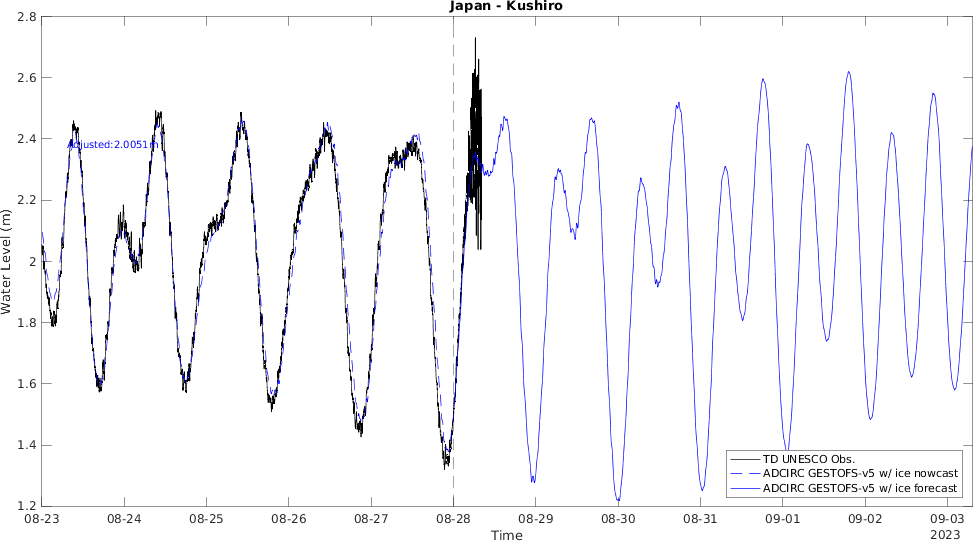 Japan - Kushiro
2.8
2.6
2.4
2.2
2
1.8
1.6
1.4
1.2
Water Level (m)
Adjusted:2.0051m
TD UNESCO Obs.
ADCIRC GESTOFS-v5 w/ ice nowcast
ADCIRC GESTOFS-v5 w/ ice forecast
08-23 08-24 08-25 08-26 08-27 08-28 08-29 08-30 08-31 09-01 09-02 09-03
2023
Time